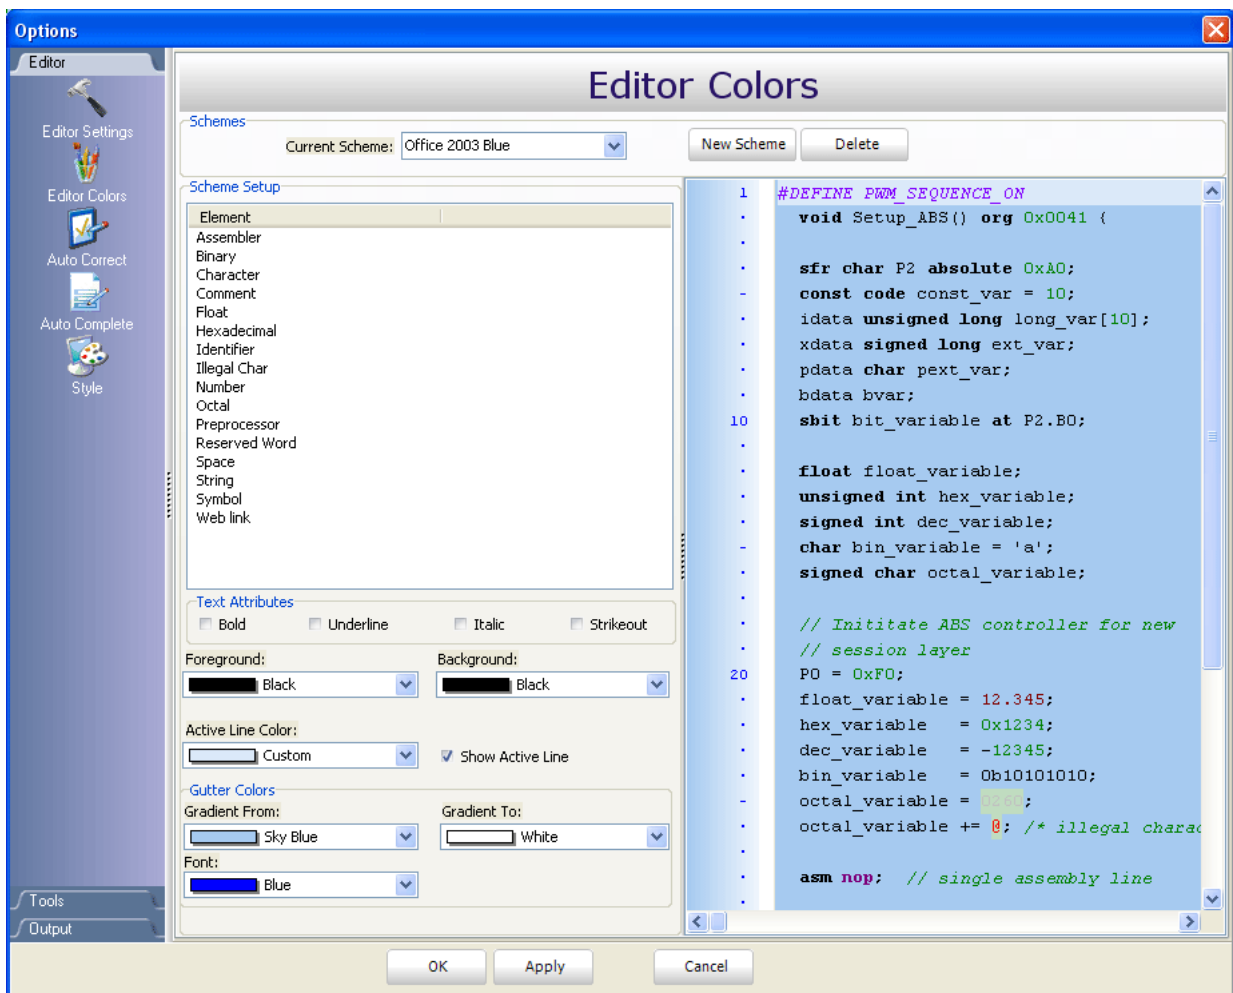 Options
Editor
Editor Settings
Editor Colors
Auto Correct
Auto Complete
Style
Tools
Output
Editor Colors
Schemes
Current Scheme: Office 2003 Blue New Scheme Delete
Scheme Setup
Element
Assembler
Binary
Character
Comment
Float
Hexadecimal
Identifier
Illegal Char
Number
Octal
Preprocessor
Reserved Word
Space
String
Symbol
Web link
Text Attributes
Bold Underline Italic Strikeout
Foreground: Background:
Black Black
Active Line Color:
Custom Show Active Line
Gutter Colors
Gradient From: Gradient To:
Sky Blue White
Font:
Blue
1 #DEFINE PWM_SEQUENCE_ON
void Setup_ABS() org 0x0041 {
sfr char P2 absolute 0xA0;
const code const_var = 10;
idata unsigned long long_var[10];
xdata signed long ext_var;
pdata char pext_var;
bdata bvar;
10 sbit bit_variable at P2.B0;
float float_variable;
unsigned int hex_variable;
signed int dec_variable;
char bin_variable = 'a';
signed char octal_variable;
// Inititate ABS controller for new
// session layer
20 P0 = 0xF0;
float_variable = 12.345;
hex_variable = 0x1234;
dec_variable = -12345;
bin_variable = 0b10101010;
octal_variable = 0260;
octal_variable += @; /* illegal charac
asm nop; // single assembly line
OK Apply Cancel